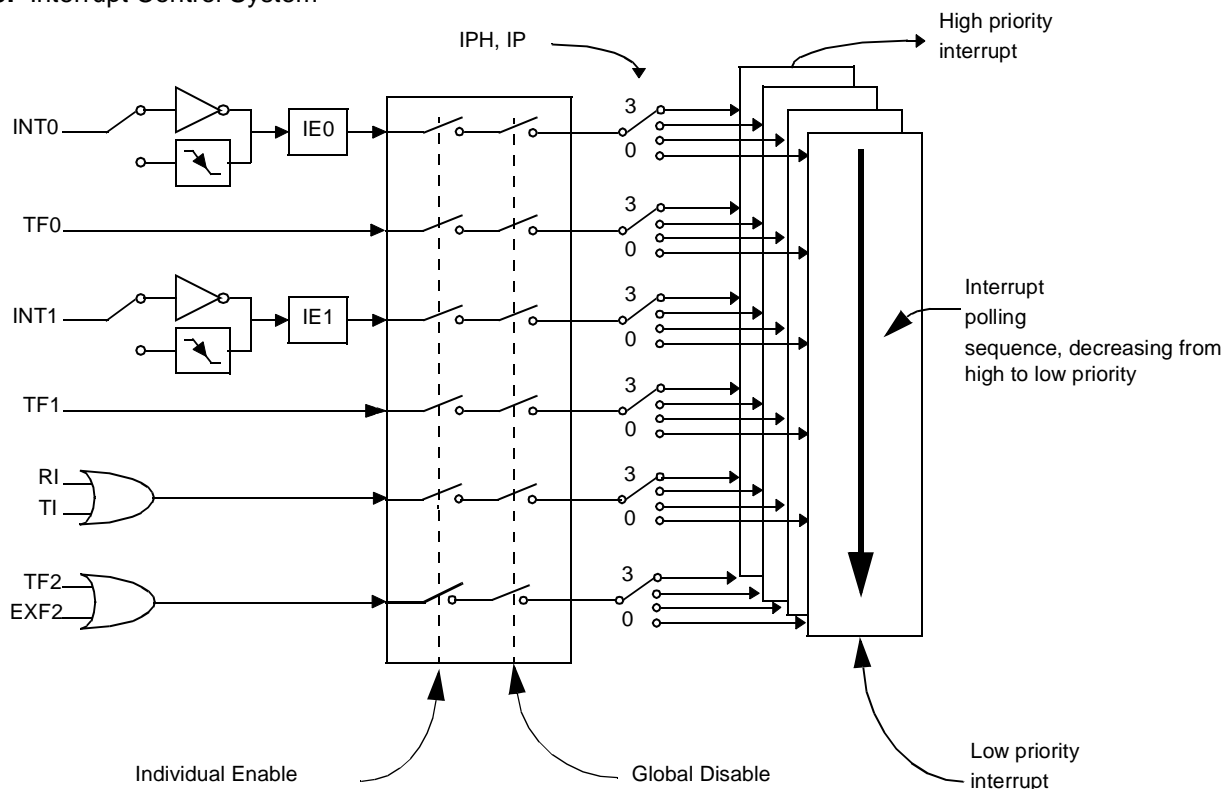 Interrupt Control System
IPH, IP
High priority
interrupt
INT0
IE0
3
0
TF0
3
0
INT1
IE1
3
0
Interrupt
polling
sequence, decreasing from
high to low priority
TF1
3
0
RI
TI
3
0
TF2
EXF2
3
0
Individual Enable
Global Disable
Low priority
interrupt